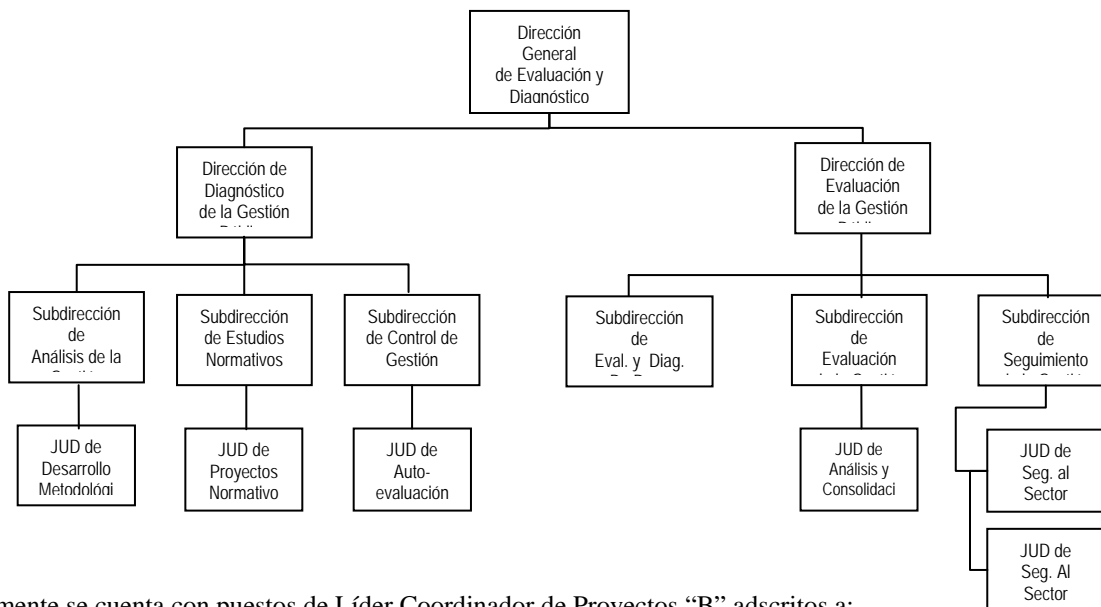 Dirección
General
de Evaluación y
Diagnóstico
Dirección de
Diagnóstico
de la Gestión
Dirección de
Evaluación
de la Gestión
Subdirección
de
Análisis de la
Subdirección
de Estudios
Normativos
Subdirección
de Control de
Gestión
Subdirección
de
Eval. y Diag.
Subdirección
de
Evaluación
Subdirección
de
Seguimiento
JUD de
Desarrollo
Metodológi
JUD de
Proyectos
Normativo
JUD de
Auto-
evaluación
JUD de
Análisis y
Consolidaci
JUD de
Seg. al
Sector
JUD de
Seg. Al
Sector
mente se cuenta con puestos de Líder Coordinador de Proyectos “B” adscritos a: